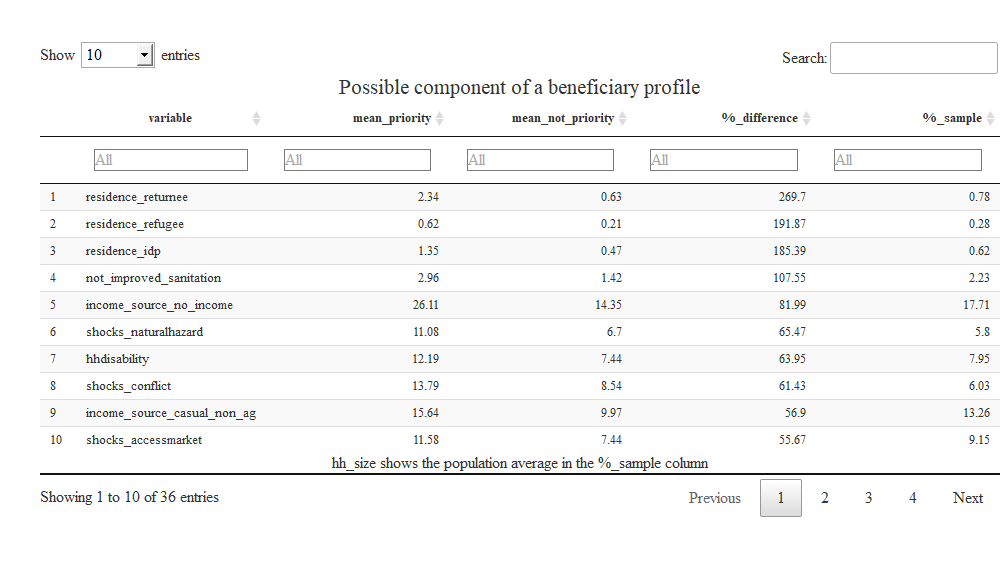 Show 10 entries
Search:
Possible component of a beneficiary profile
variable mean_priority mean_not_priority %_difference %_sample
All All All All All
1 residence_returnee 2.34 0.63 269.7 0.78
2 residence_refugee 0.62 0.21 191.87 0.28
3 residence_idp 1.35 0.47 185.39 0.62
4 not_improved_sanitation 2.96 1.42 107.55 2.23
5 income_source_no_income 26.11 14.35 81.99 17.71
6 shocks_naturalhazard 11.08 6.7 65.47 5.8
7 hhdisability 12.19 7.44 63.95 7.95
8 shocks_conflict 13.79 8.54 61.43 6.03
9 income_source_casual_non_ag 15.64 9.97 56.9 13.26
10 shocks_accessmarket 11.58 7.44 55.67 9.15
hh_size shows the population average in the %_sample column
Showing 1 to 10 of 36 entries
Previous 1 2 3 4 Next